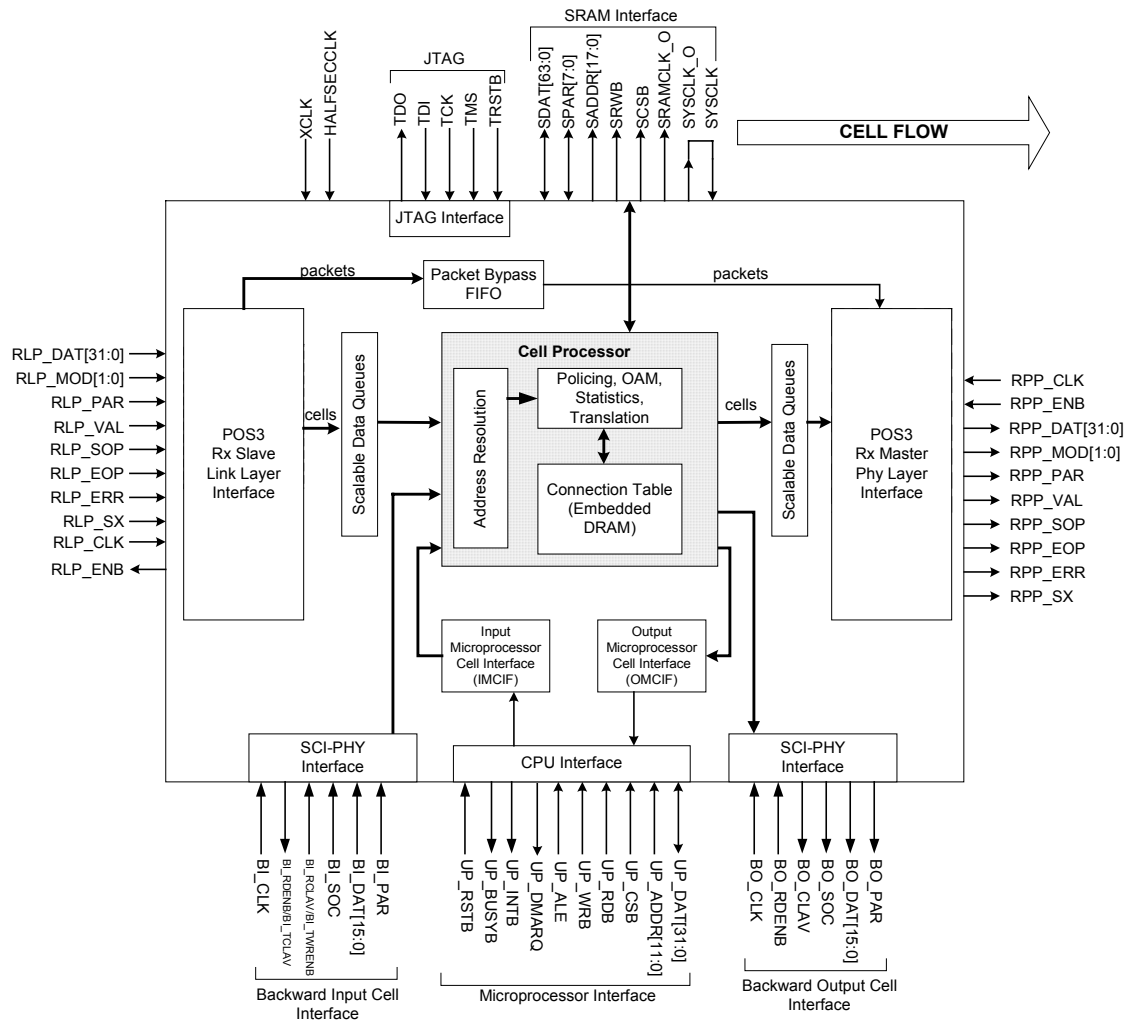 SRAM Interface
JTAG
XCLK
HALFSECCLK
TDO
TDI
TCK
TMS
TRSTB
SDAT[63:0]
SPAR[7:0]
SADDR[17:0]
SRWB
SCSB
SRAMCLK_O
SYSCLK_O
SYSCLK
CELL FLOW
JTAG Interface
packets
Packet Bypass
FIFO
packets
RLP_DAT[31:0]
RLP_MOD[1:0]
RLP_PAR
RLP_VAL
RLP_SOP
RLP_EOP
RLP_ERR
RLP_SX
RLP_CLK
RLP_ENB
POS3
Rx Slave
Link Layer
Interface
cells
Scalable Data Queues
Cell Processor
Address Resolution
Policing, OAM,
Statistics,
Translation
Connection Table
(Embedded
DRAM)
cells
Scalable Data Queues
POS3
Rx Master
Phy Layer
Interface
RPP_CLK
RPP_ENB
RPP_DAT[31:0]
RPP_MOD[1:0]
RPP_PAR
RPP_VAL
RPP_SOP
RPP_EOP
RPP_ERR
RPP_SX
Input
Microprocessor
Cell Interface
(IMCIF)
Output
Microprocessor
Cell Interface
(OMCIF)
SCI-PHY
Interface
CPU Interface
SCI-PHY
Interface
BI_CLK
BI_RDENB/BI_TCLAV
BI_RCLAV/BI_TWRENB
BI_SOC
BI_DAT[15:0]
BI_PAR
UP_RSTB
UP_BUSYB
UP_INTB
UP_DMARQ
UP_ALE
UP_WRB
UP_RDB
UP_CSB
UP_ADDR[11:0]
UP_DAT[31:0]
BO_CLK
BO_RDENB
BO_CLAV
BO_SOC
BO_DAT[15:0]
BO_PAR
Backward Input Cell
Interface
Microprocessor Interface
Backward Output Cell
Interface